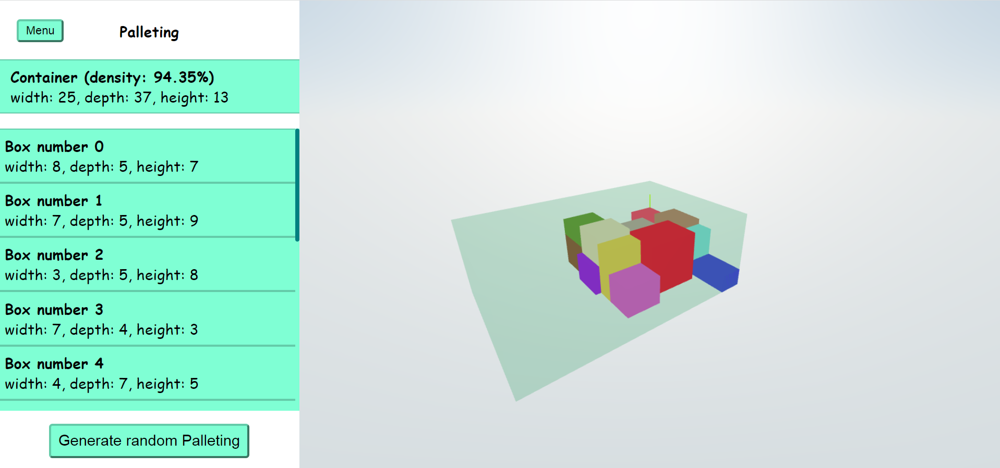 Menu
Palleting
Container (density: 94.35%)
width: 25, depth: 37, height: 13
Box number 0
width: 8, depth: 5, height: 7
Box number 1
width: 7, depth: 5, height: 9
Box number 2
width: 3, depth: 5, height: 8
Box number 3
width: 7, depth: 4, height: 3
Box number 4
width: 4, depth: 7, height: 5
Generate random Palleting